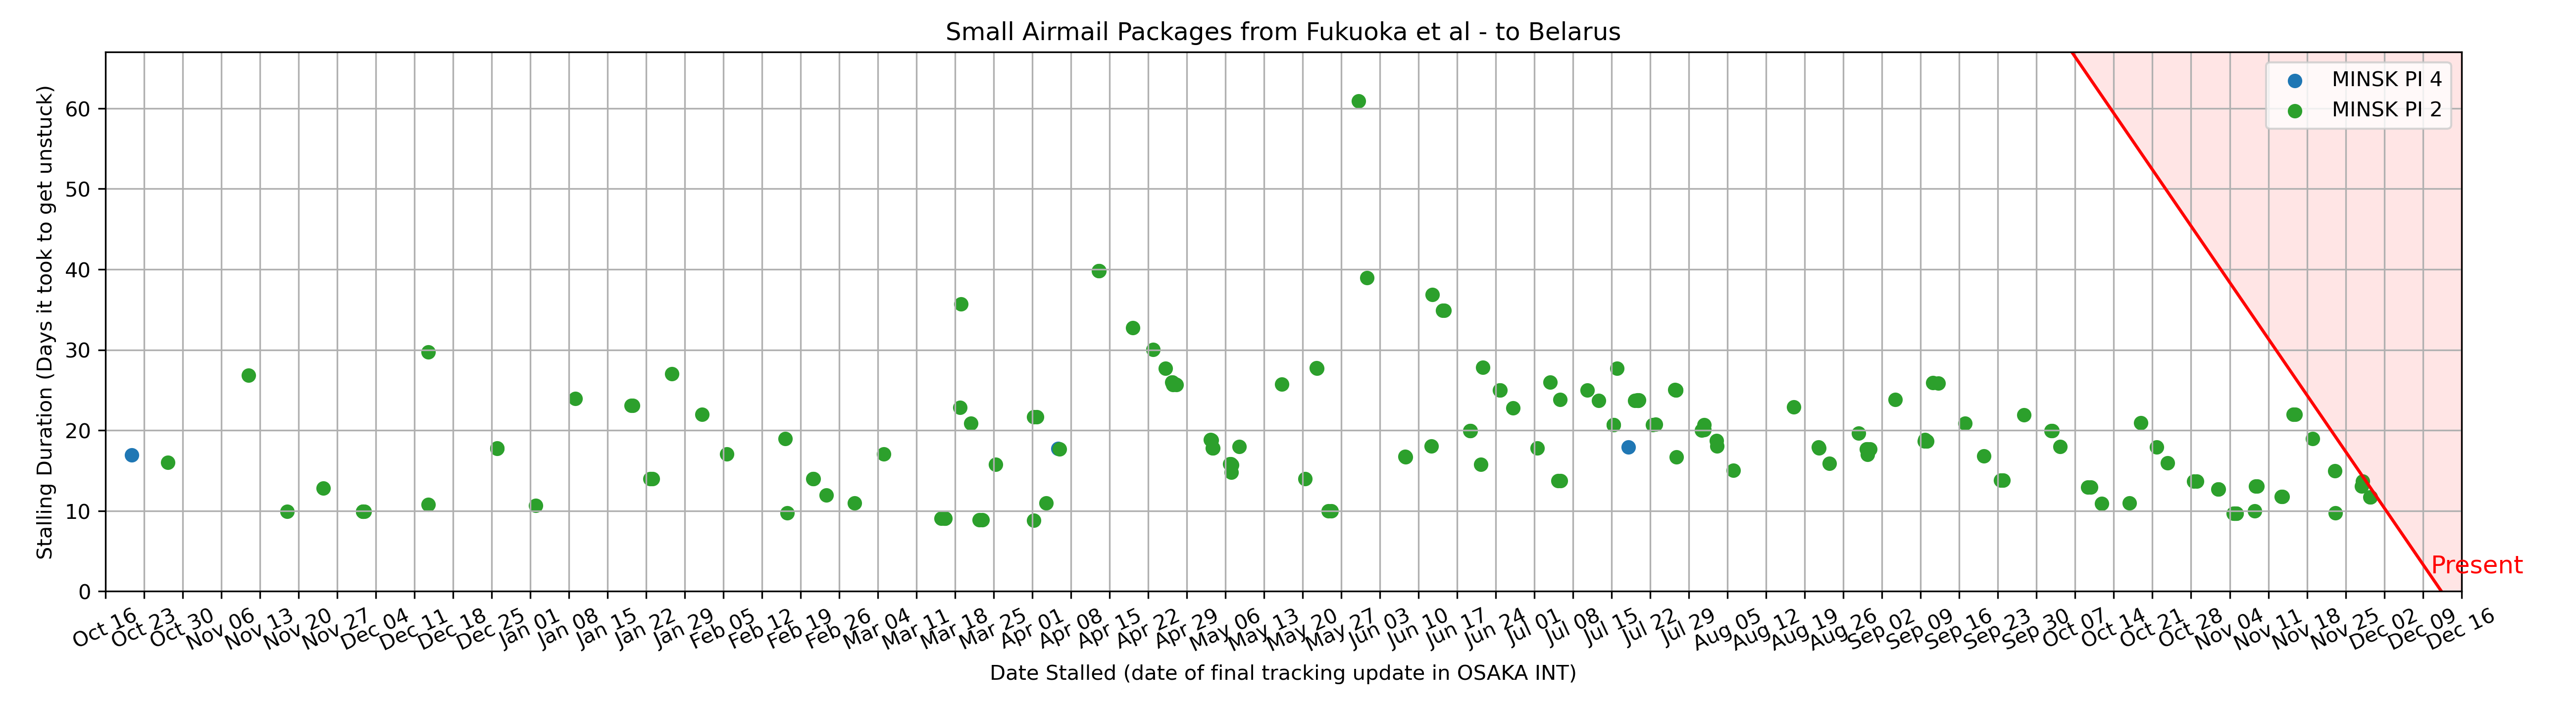 Small Airmail Packages from Fukuoka et al - to Belarus
MINSK PI 4
MINSK PI 2
Stalling Duration (Days it took to get unstuck)
60
50
40
30
20
10
0
Present
Oct 16 Oct 23 Oct 30 Nov 06 Nov 13 Nov 20 Nov 27 Dec 04 Dec 11 Dec 18 Dec 25 Jan 01 Jan 08 Jan 15 Jan 22 Jan 29 Feb 05 Feb 12 Feb 19 Feb 26 Mar 04 Mar 11 Mar 18 Mar 25 Apr 01 Apr 08 Apr 15 Apr 22 Apr 29 May 06 May 13 May 20 May 27 Jun 03 Jun 10 Jun 17 Jun 24 Jul 01 Jul 08 Jul 15 Jul 22 Jul 29 Aug 05 Aug 12 Aug 19 Aug 26 Sep 02 Sep 09 Sep 16 Sep 23 Sep 30 Oct 07 Oct 14 Oct 21 Oct 28 Nov 04 Nov 11 Nov 18 Nov 25 Dec 02 Dec 09 Dec 16
Date Stalled (date of final tracking update in OSAKA INT)